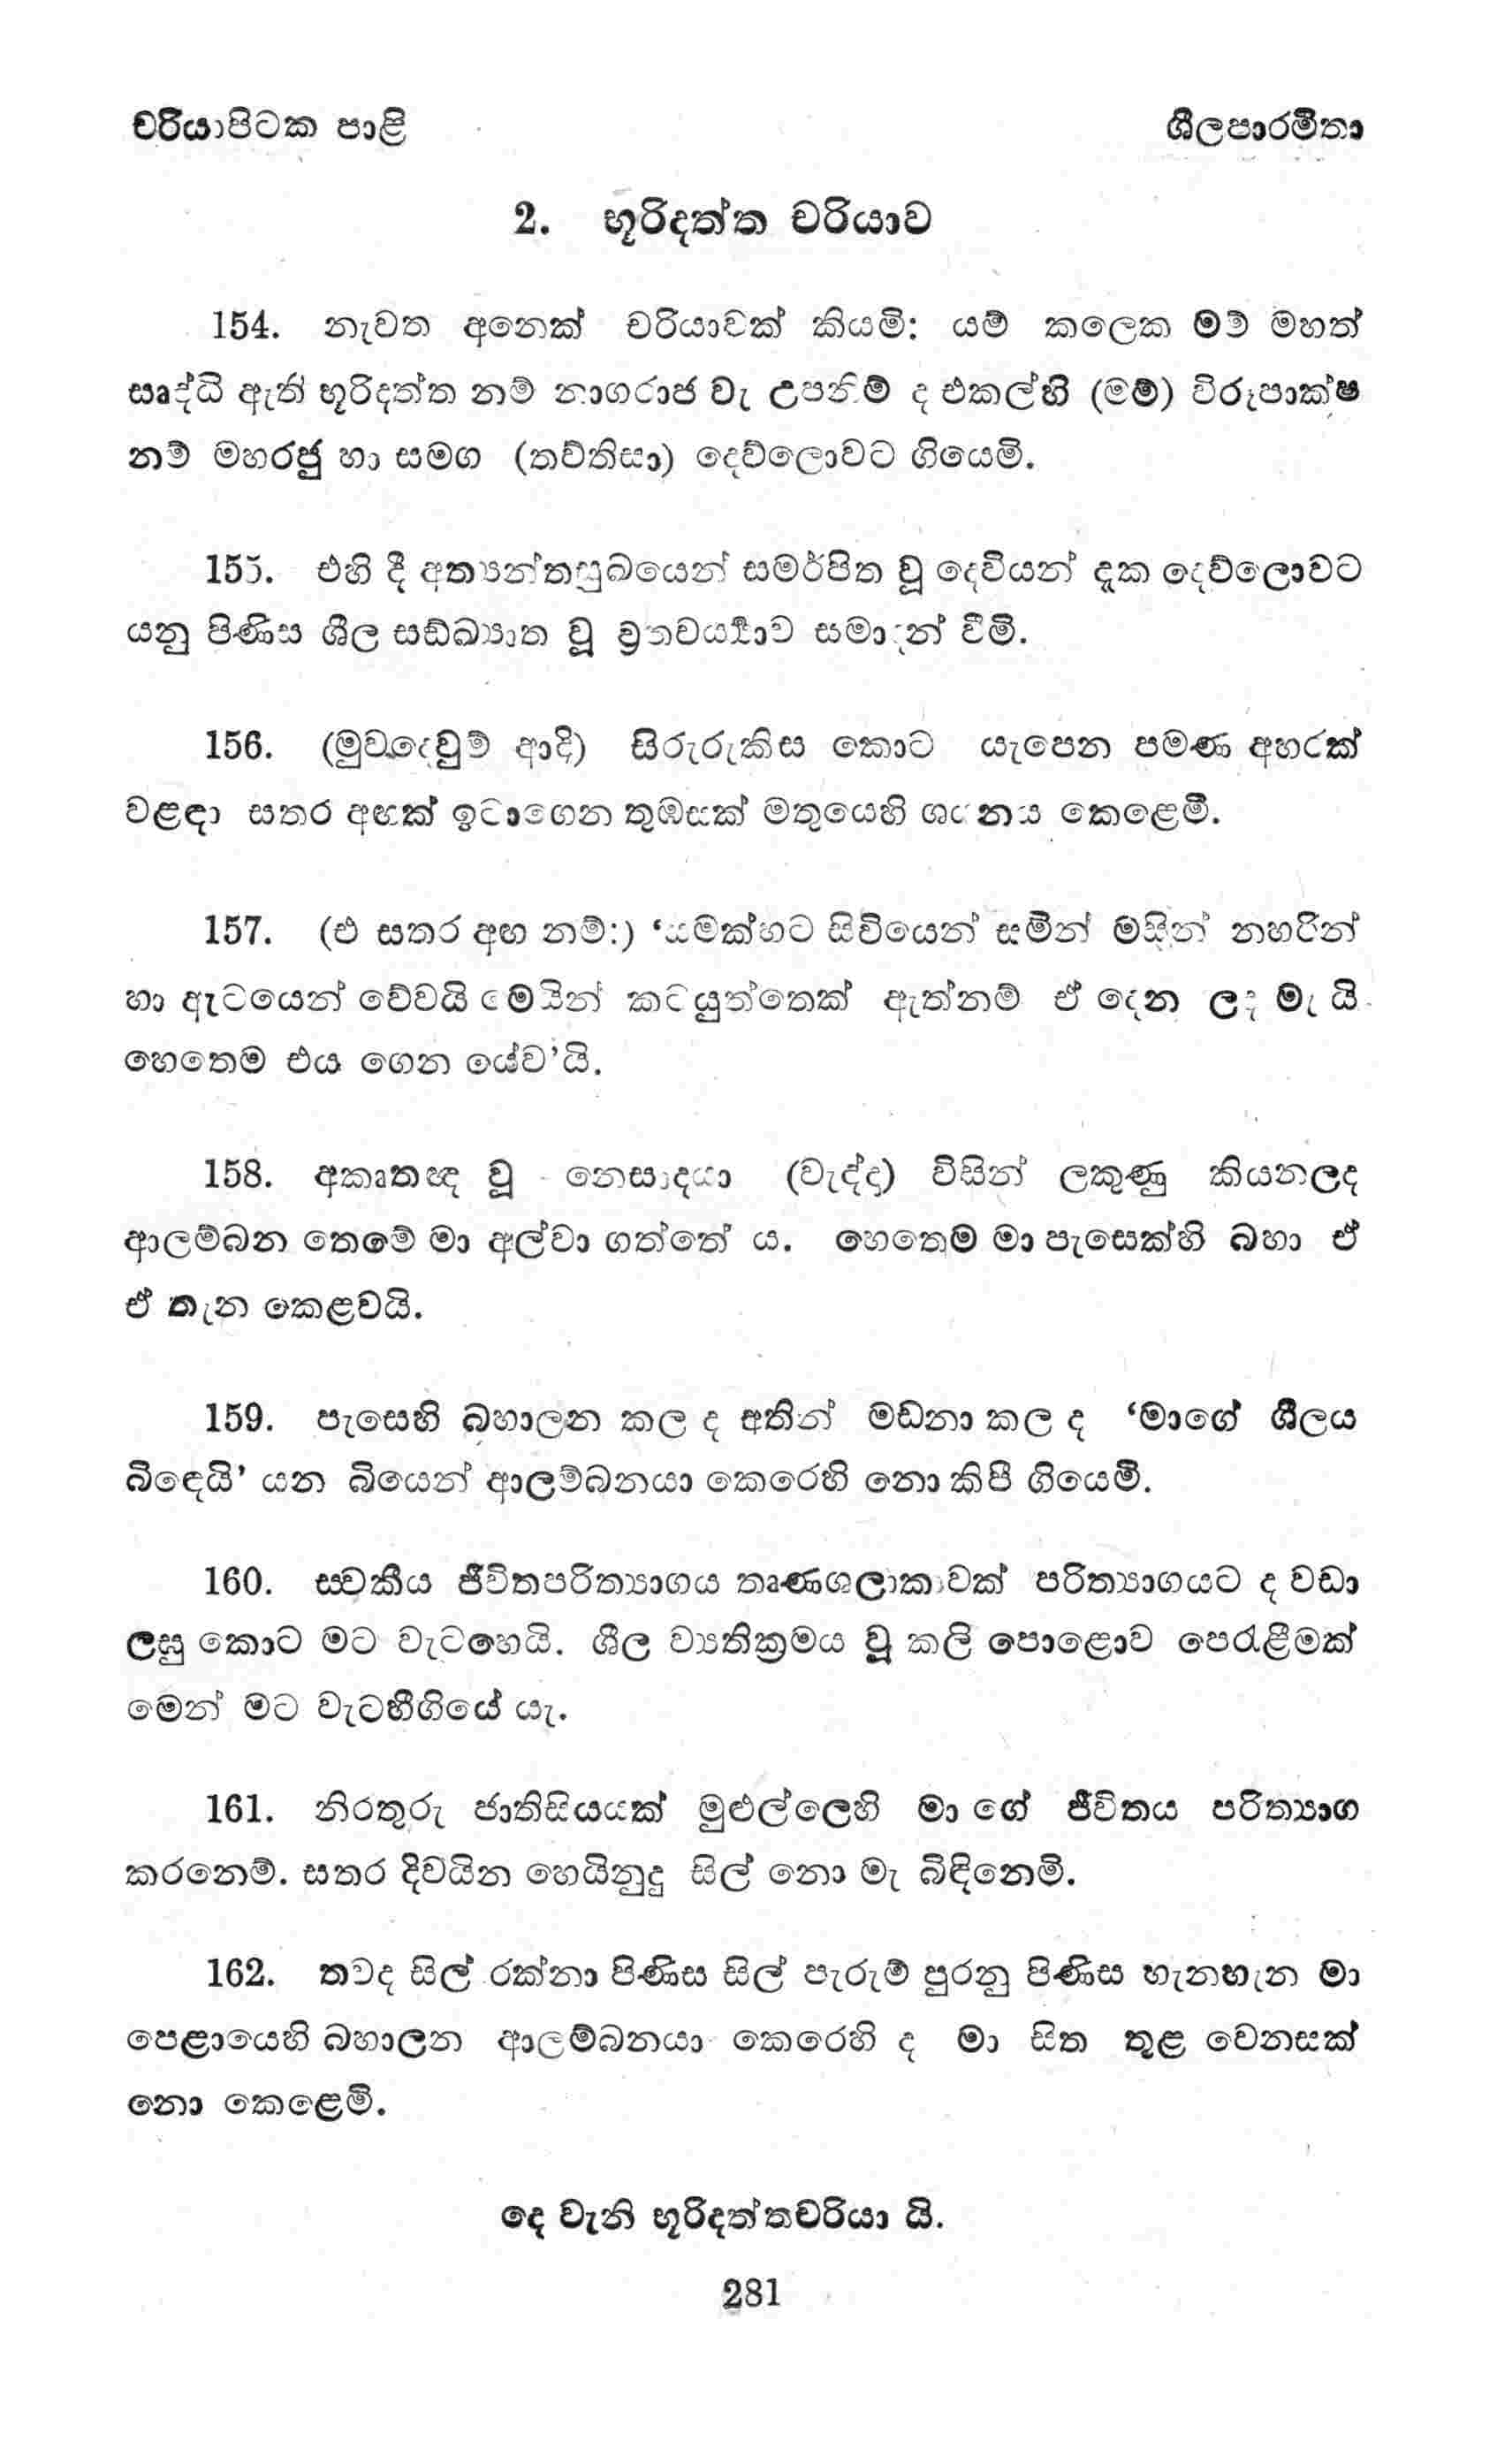 චරියාපිටක පාළි
ශීලපාරමිතා
2. භූරිදත්ත චරියාව
154. නැවත අනෙක් චරියාවක් කියමි: යම් කලෙක මම් මහත්
සෘද්ධි ඇති භූරිදත්ත නම් නාගරාජ වැ උපනිම් ද එකල්හි (මම්) විරූපාක්ෂ
නම් මහරජු හා සමග (තව්තිසා) දෙව්ලොවට ගියෙමි.
155. එහි දී අත්‍යන්තසුඛයෙන් සමර්පිත වූ දෙවියන් දැක දෙව්ලොවට
යනු පිණිස ශීල සඩ්ඛ්‍යාත වූ ව්‍රතචර්‍ය්‍යාව සමාදන් වීමි.
156. (මුවදෙවුම් ආදි) සිරුරුකිස කොට යැපෙන පමණ අහරක්
වළඳා සතර අඟක් ඉටාගෙන තුඹසක් මතුයෙහි ශයනය කෙළෙමි.
157. (එ සතර අඟ නම්:) ‘යමක්හට සිවියෙන් සමින් මසින් නහරින්
හා ඇටයෙන් වේවයි මෙයින් කටයුත්තෙක් ඇත්නම් ඒ දෙන ලද මැ යි
හෙතෙම එය ගෙන යේව’යි.
158. අකෘතඥ වූ නෙසාදයා (වැද්දා) විසින් ලකුණු කියනලද
ආලම්බන තෙමේ මා අල්වා ගත්තේ ය. හෙතෙම මා පැසෙක්හි බහා ඒ
ඒ තැන කෙළවයි.
159. පැසෙහි බහාලන කල ද අතින් මඩනා කල ද ‘මාගේ ශීලය
බිඳෙයි’ යන බියෙන් ආලම්බනයා කෙරෙහි නො කිපී ගියෙමි.
160. ස්වකීය ජීවිතපරිත්‍යාගය තෘණශලාකාවක් පරිත්‍යාගයට ද වඩා
ලඝු කොට මට වැටහෙයි. ශීල ව්‍යතික්‍රමය වූ කලි පොළොව පෙරැළීමක්
මෙන් මට වැටහීගියේ යැ.
161. නිරතුරු ජාතිසියයක් මුළුල්ලෙහි මා ගේ ජීවිතය පරිත්‍යාග
කරනෙම්. සතර දිවයින හෙයිනුදු සිල් නො මැ බිඳිනෙමි.
162. තවද සිල් රක්නා පිණිස සිල් පැරුම් පුරනු පිණිස හැනහැන මා
පෙළායෙහි බහාලන ආලම්බනයා කෙරෙහි ද මා සිත තුළ වෙනසක්
නො කෙළෙමි.
දෙ වැනි භූරිදත්තචරියා යි.
281